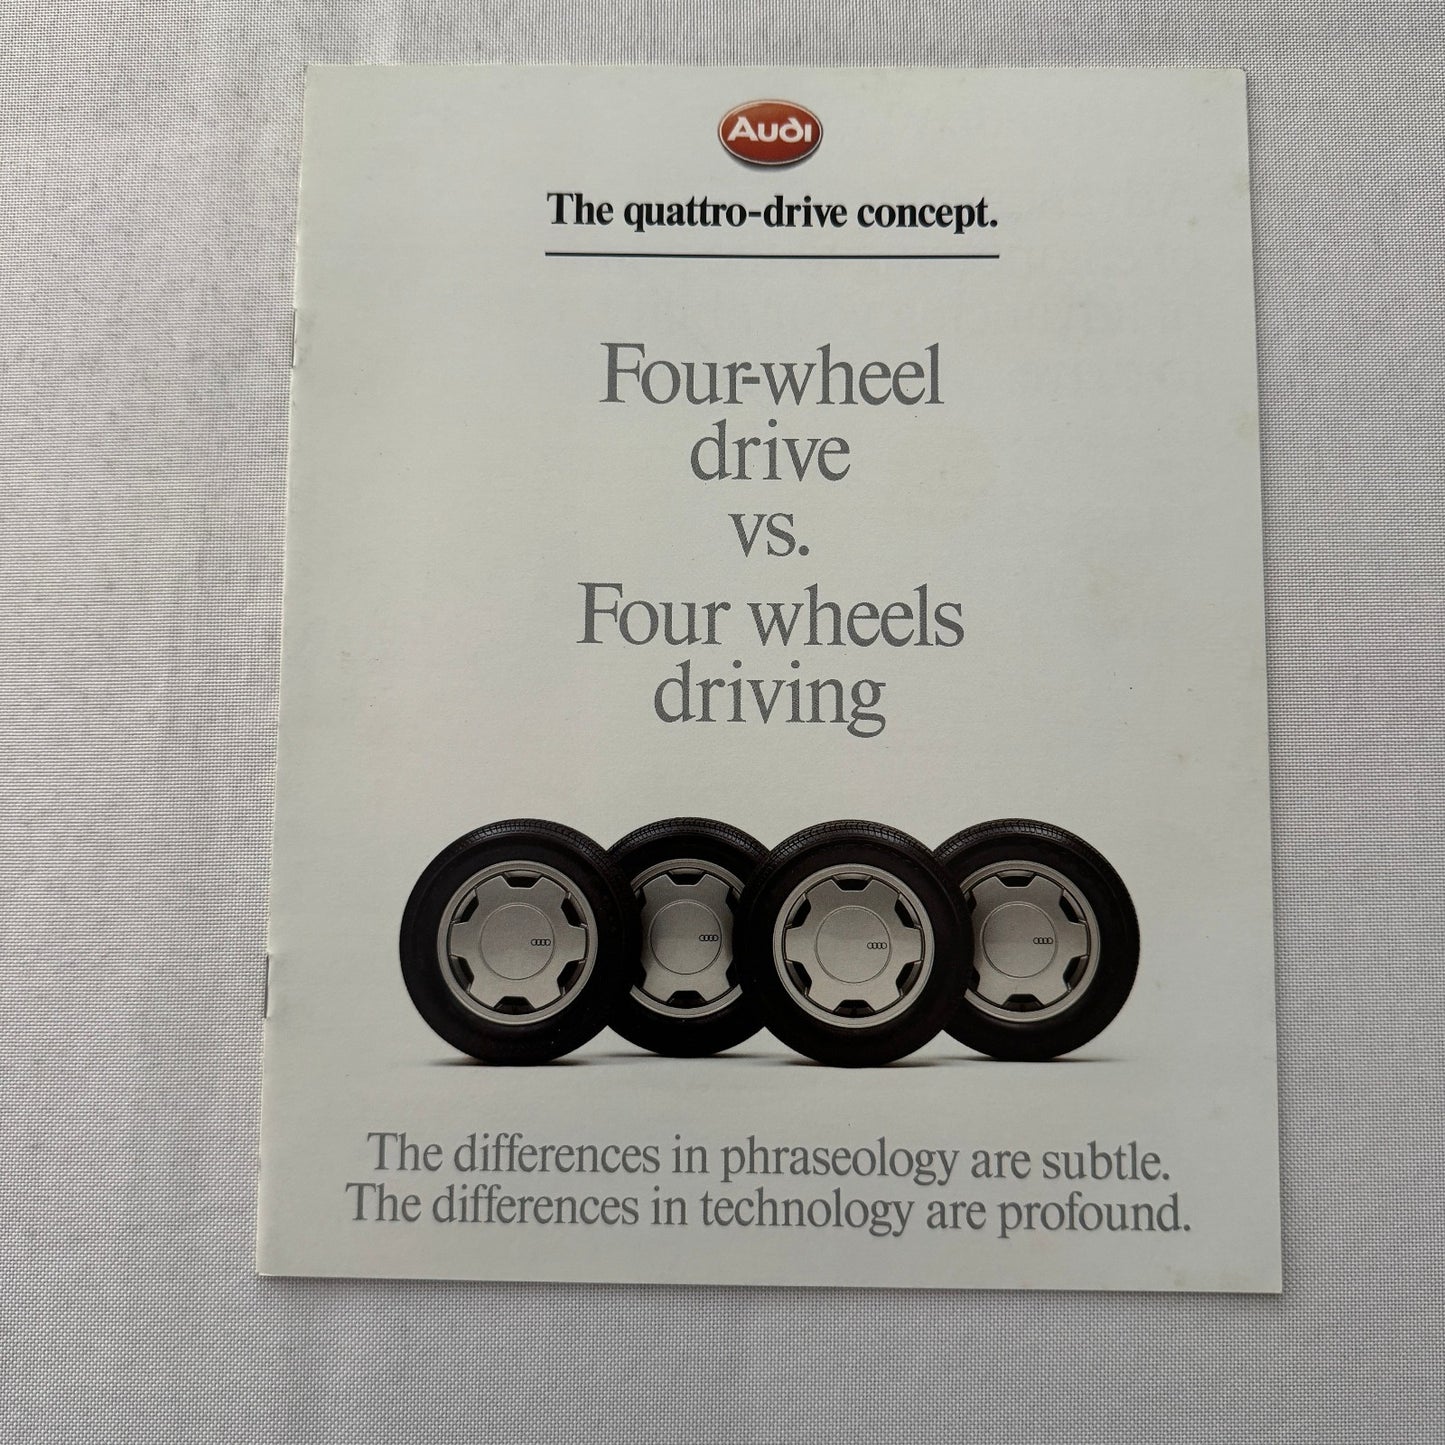 Audi
The quattro-drive concept.
Four-wheel
drive
vs.
Four wheels
driving
The differences in phraseology are subtle.
The differences in technology are profound.